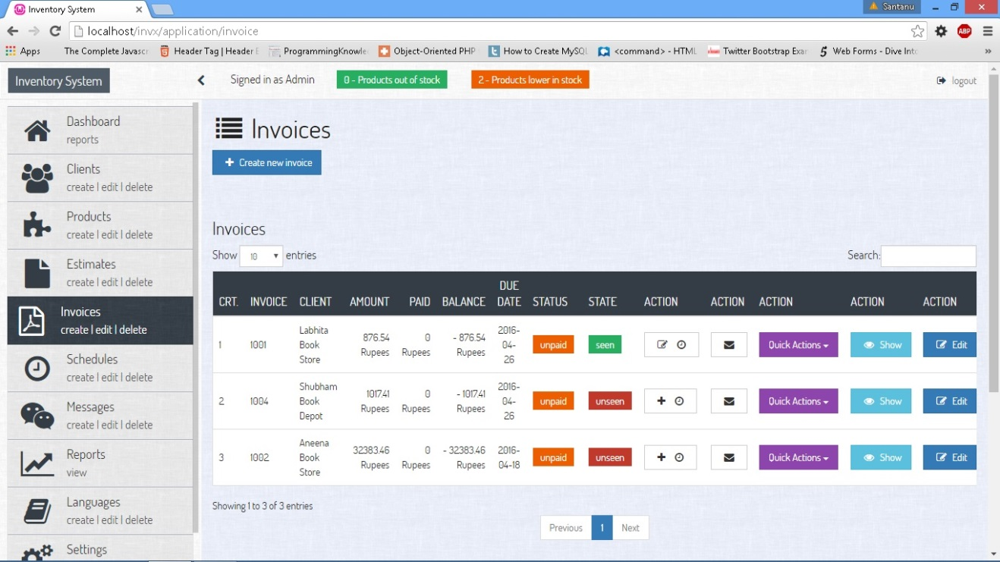 Inventory System
Santanu
localhost/invx/application/invoice
ABP
Apps The Complete Javasc Header Tag | Header ProgrammingKnowle Object-Oriented PHP How to Create MySQL <command> - HTML Twitter Bootstrap Exar 5 Web Forms - Dive Into »
Inventory System Signed in as Admin 0 - Products out of stock 2 - Products lower in stock logout
Dashboard
reports
Clients
create | edit | delete
Products
create | edit | delete
Estimates
create | edit | delete
Invoices
create | edit | delete
Schedules
create | edit | delete
Messages
create | edit | delete
Reports
view
Languages
create | edit | delete
Settings
Invoices
+ Create new invoice
Invoices
Show 10 entries Search:
CRT. INVOICE CLIENT AMOUNT PAID BALANCE DUE DATE STATUS STATE ACTION ACTION ACTION ACTION ACTION
1 1001 Labhita Book Store 876.54 Rupees 0 Rupees - 876.54 Rupees 2016-04-26 unpaid seen Quick Actions Show Edit
2 1004 Shubham Book Depot 1017.41 Rupees 0 Rupees - 1017.41 Rupees 2016-04-26 unpaid unseen Quick Actions Show Edit
3 1002 Aneena Book Store 32383.46 Rupees 0 Rupees - 32383.46 Rupees 2016-04-18 unpaid unseen Quick Actions Show Edit
Showing 1 to 3 of 3 entries
Previous 1 Next